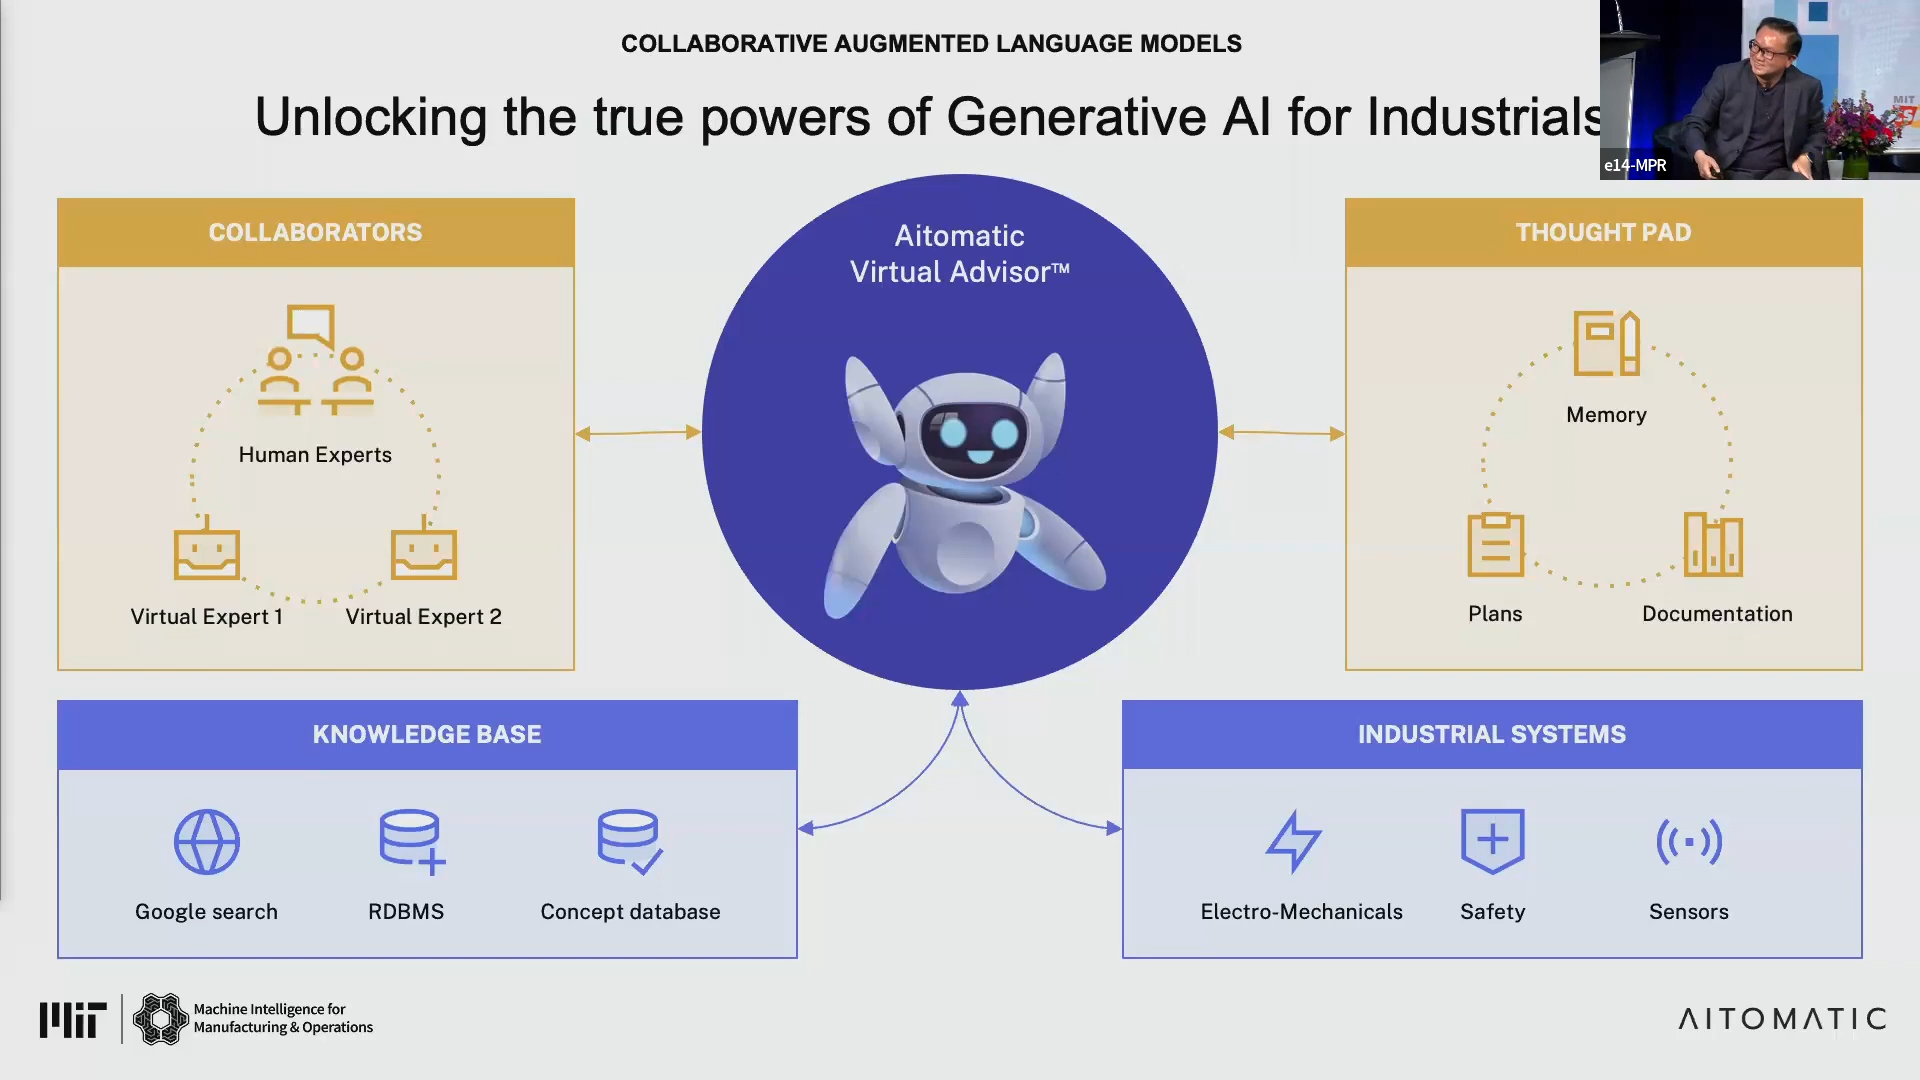 COLLABORATIVE AUGMENTED LANGUAGE MODELS
Unlocking the true powers of Generative AI for Industrials
MIT
e14-MPR
COLLABORATORS
Human Experts
Virtual Expert 1
Virtual Expert 2
Aitomatic
Virtual Advisor™
THOUGHT PAD
Memory
Plans
Documentation
KNOWLEDGE BASE
Google search
RDBMS
Concept database
INDUSTRIAL SYSTEMS
Electro-Mechanicals
Safety
Sensors
MIT
Machine Intelligence for
Manufacturing & Operations
AITOMATIC